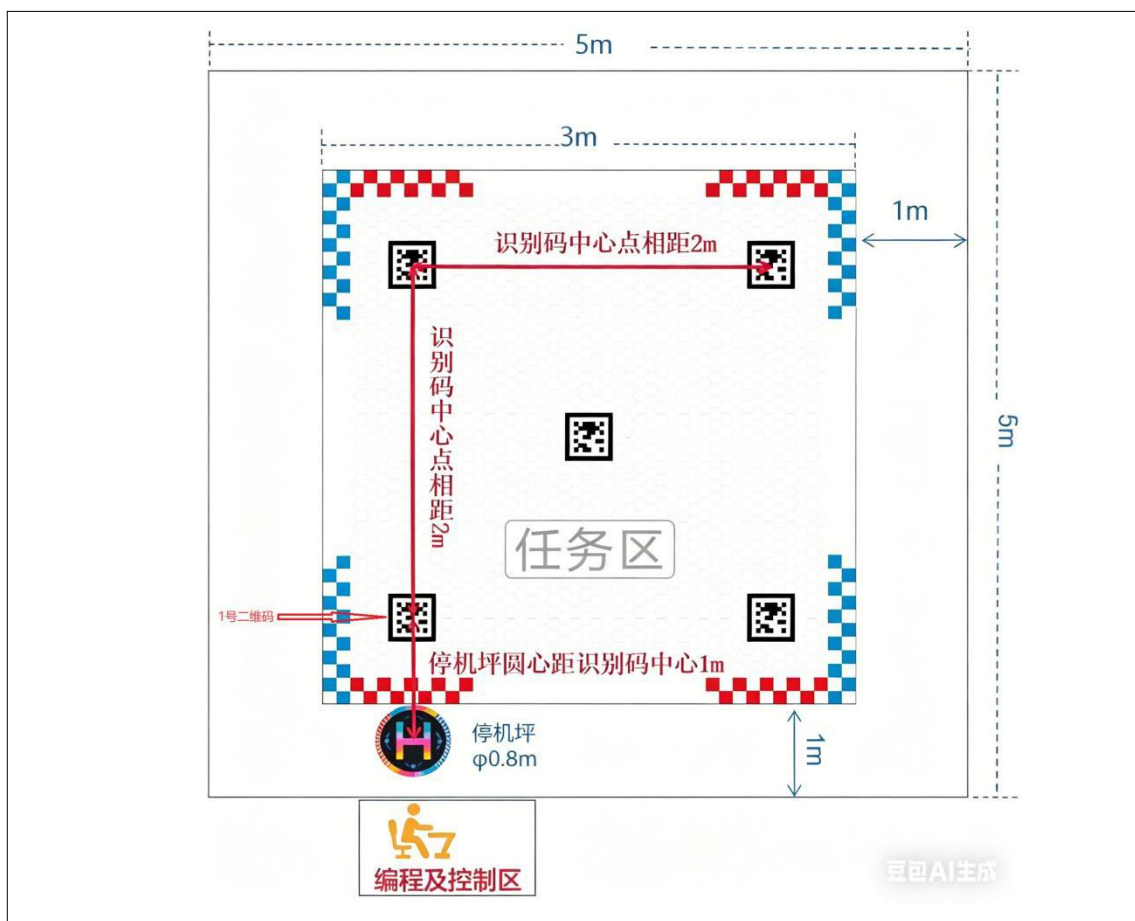 5m
3m
1m
识别码中心点相距2m
识别码中心点相距2m
5m
任务区
1号二维码
停机坪圆心距识别码中心1m
H
停机坪
φ0.8m
1m
编程及控制区
豆包AI生成